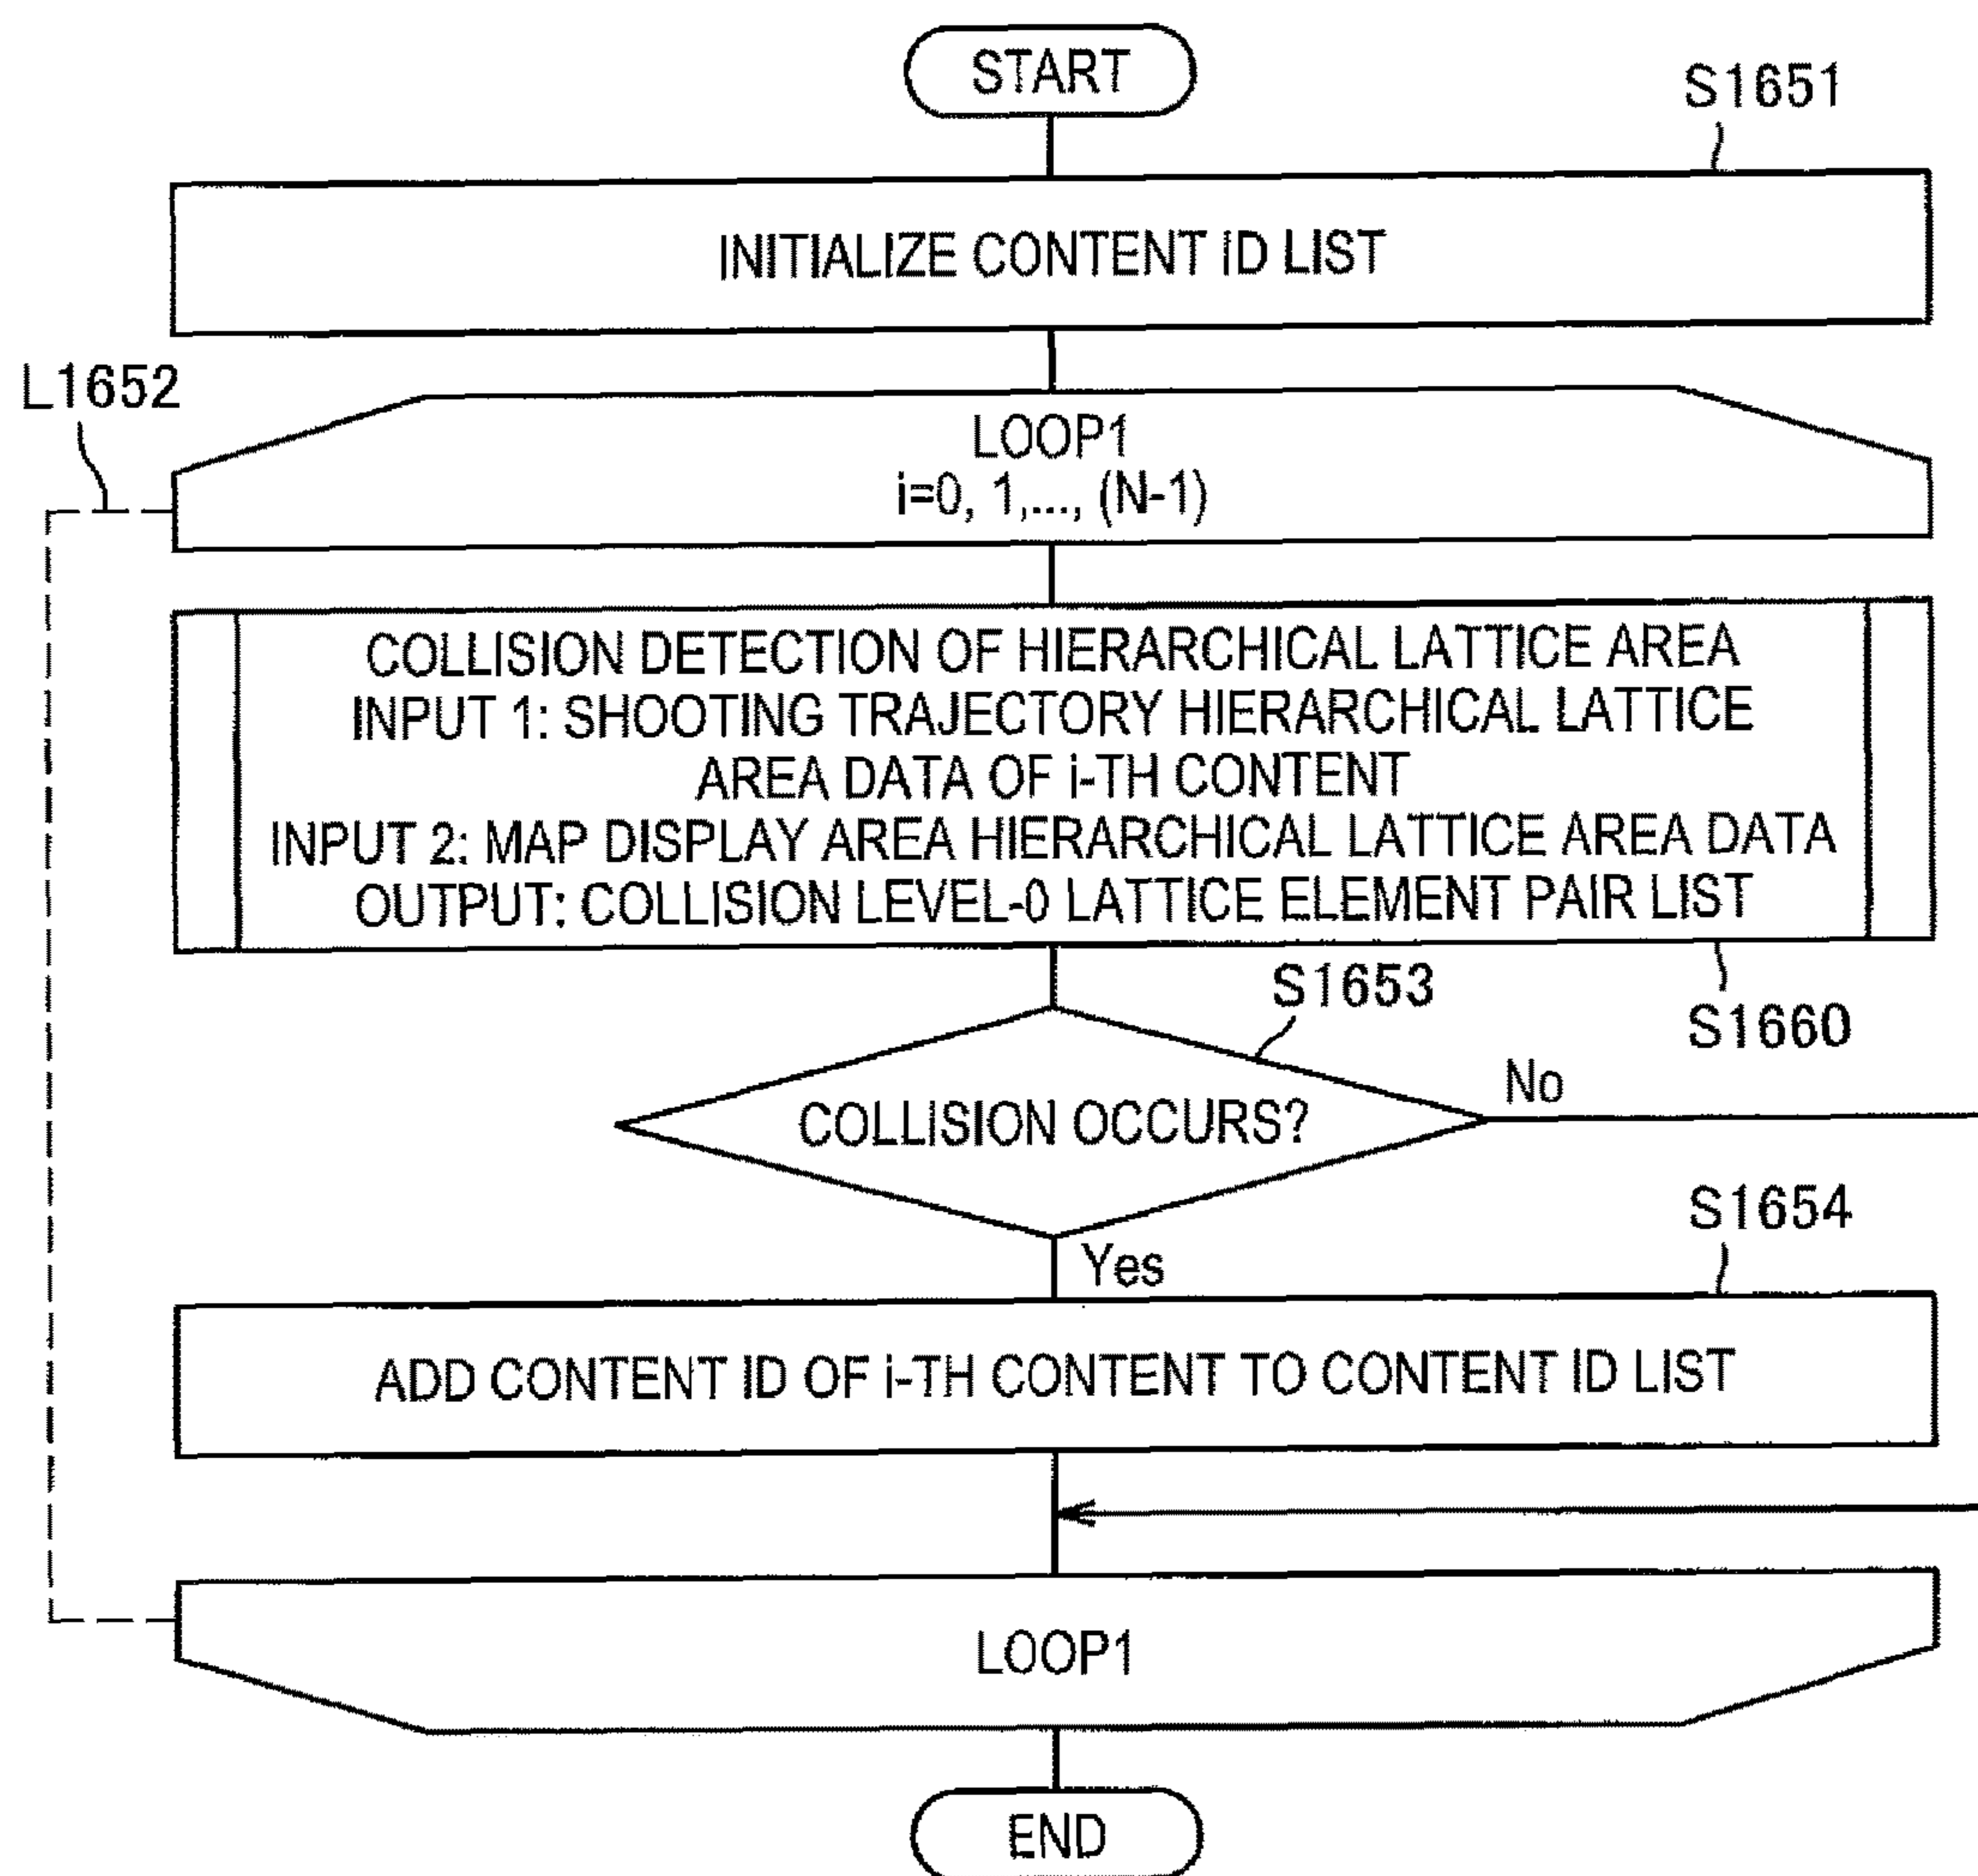 START
S1651
INITIALIZE CONTENT ID LIST
L1652
LOOP1
i=0, 1,..., (N-1)
COLLISION DETECTION OF HIERARCHICAL LATTICE AREA
INPUT 1: SHOOTING TRAJECTORY HIERARCHICAL LATTICE
AREA DATA OF i-TH CONTENT
INPUT 2: MAP DISPLAY AREA HIERARCHICAL LATTICE AREA DATA
OUTPUT: COLLISION LEVEL-0 LATTICE ELEMENT PAIR LIST
S1653
S1660
No
COLLISION OCCURS?
S1654
Yes
ADD CONTENT ID OF i-TH CONTENT TO CONTENT ID LIST
LOOP1
END